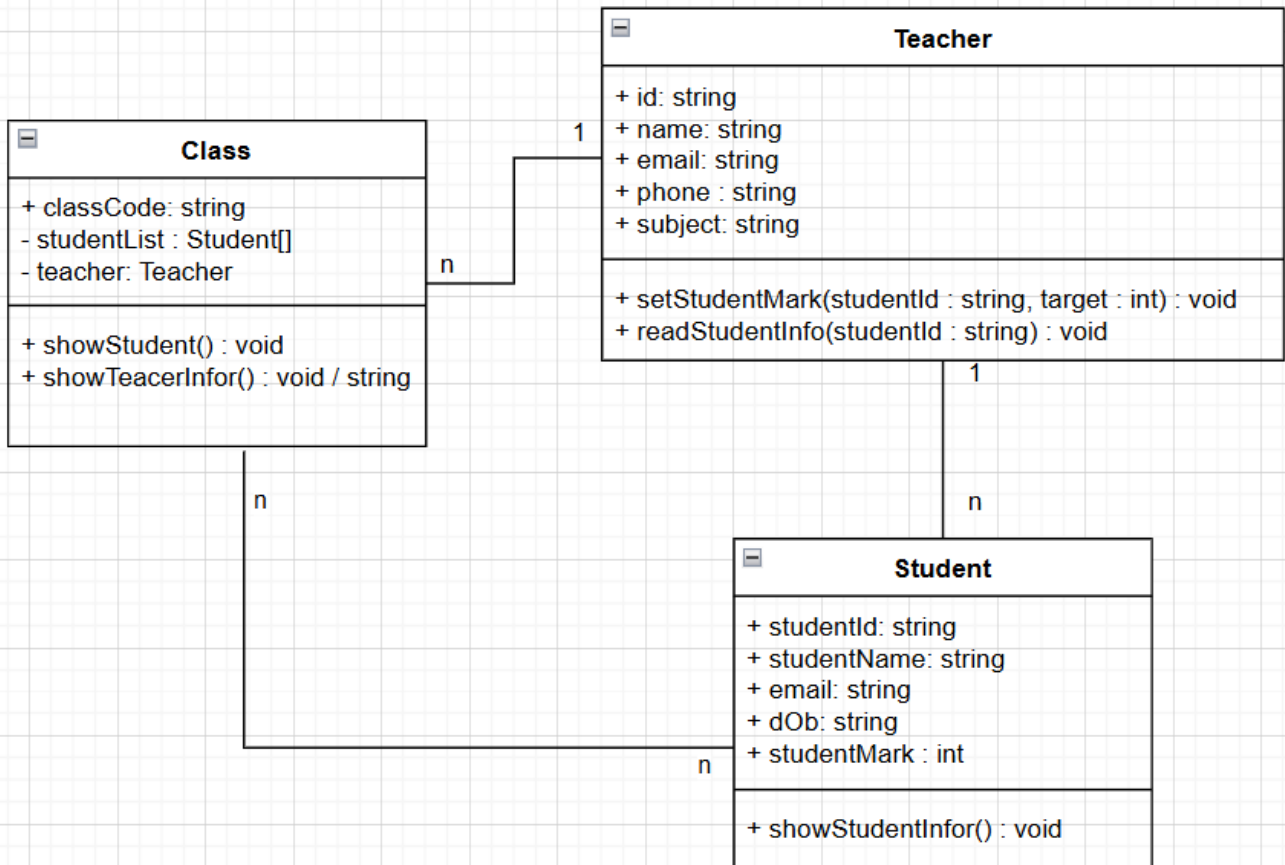 Teacher
+ id: string
+ name: string
+ email: string
+ phone : string
+ subject: string
+ setStudentMark(studentId : string, target : int) : void
+ readStudentInfo(studentId : string) : void
1
Class
+ classCode: string
- studentList : Student[]
- teacher: Teacher
+ showStudent() : void
+ showTeacerInfor() : void / string
n
1
n
n
n
Student
+ studentId: string
+ studentName: string
+ email: string
+ dOb: string
+ studentMark : int
+ showStudentInfor() : void